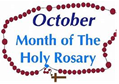 October
Month of The
Holy Rosary